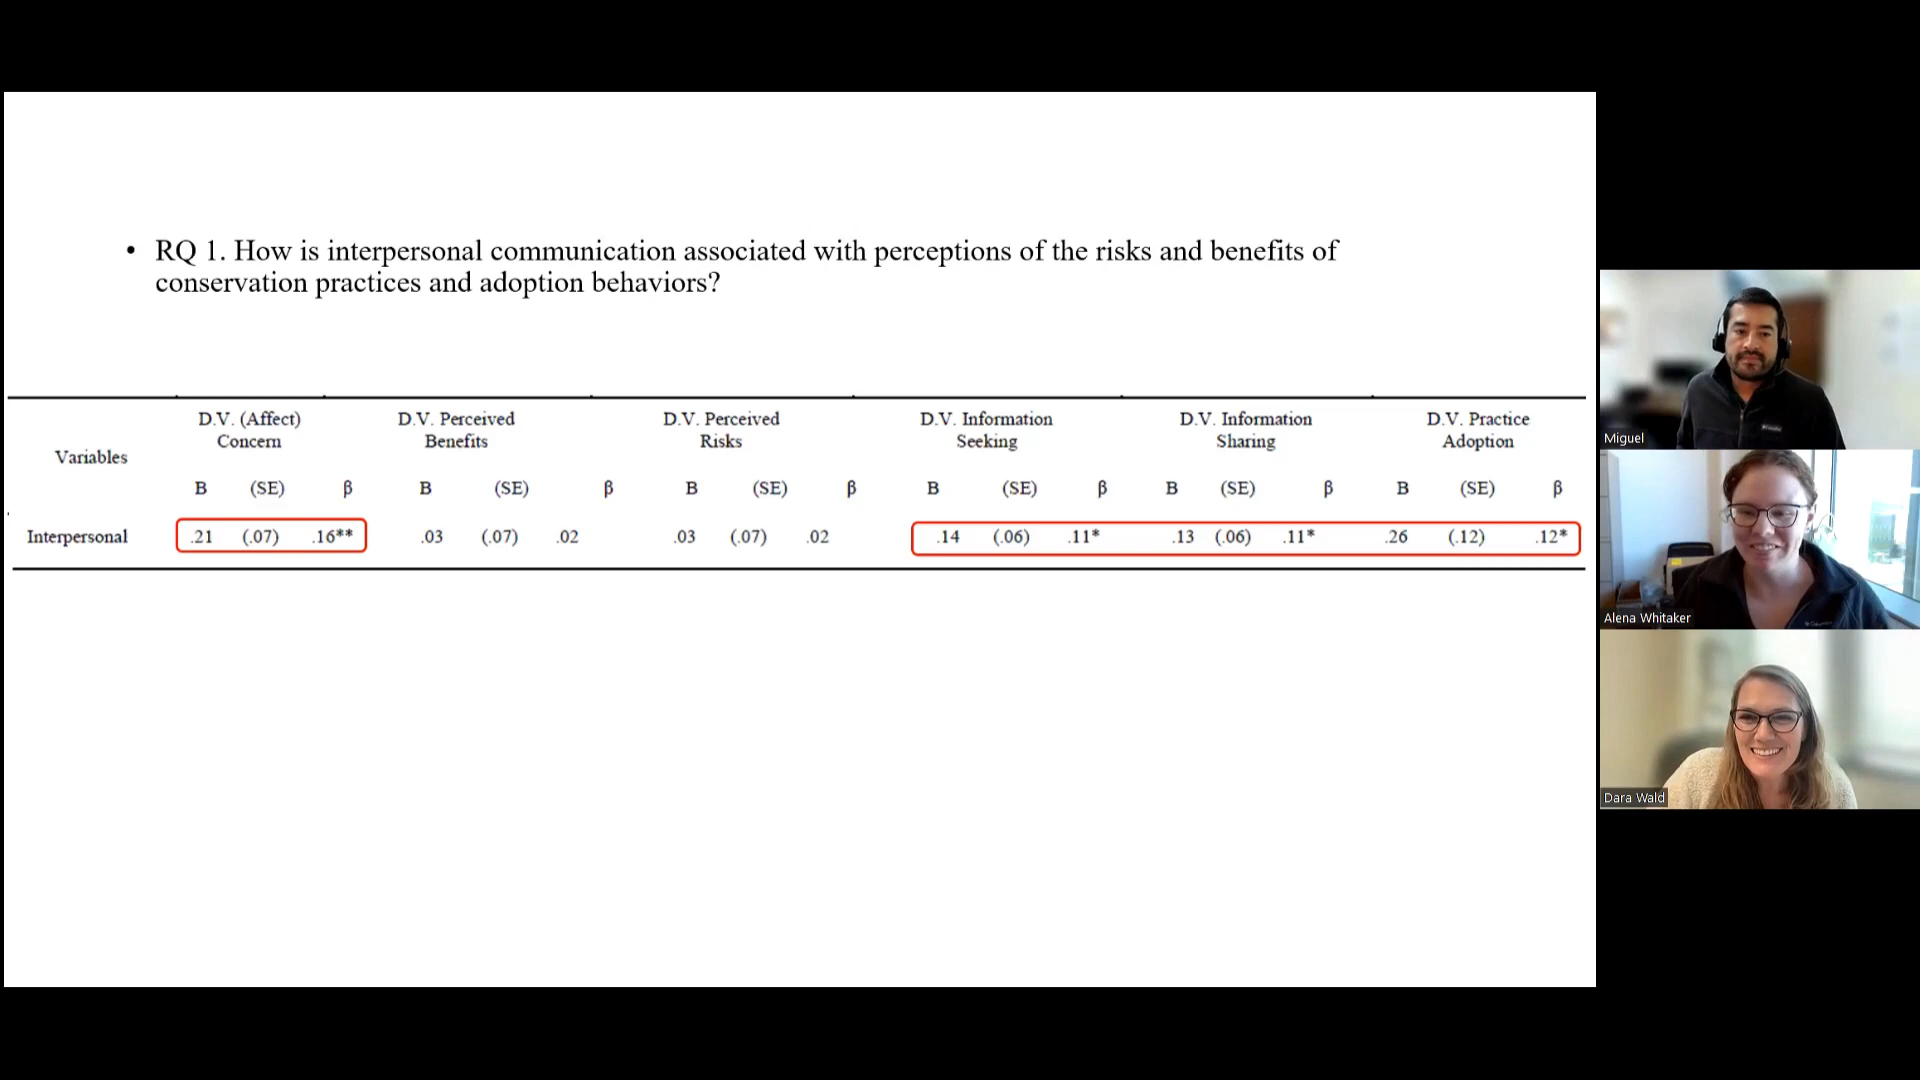 • RQ 1. How is interpersonal communication associated with perceptions of the risks and benefits of
conservation practices and adoption behaviors?
Variables
D.V. (Affect) Concern
D.V. Perceived Benefits
D.V. Perceived Risks
D.V. Information Seeking
D.V. Information Sharing
D.V. Practice Adoption
B (SE) β B (SE) β B (SE) β B (SE) β B (SE) β B (SE) β
Interpersonal .21 (.07) .16** .03 (.07) .02 .03 (.07) .02 .14 (.06) .11* .13 (.06) .11* .26 (.12) .12*
Miguel
Alena Whitaker
Dara Wald